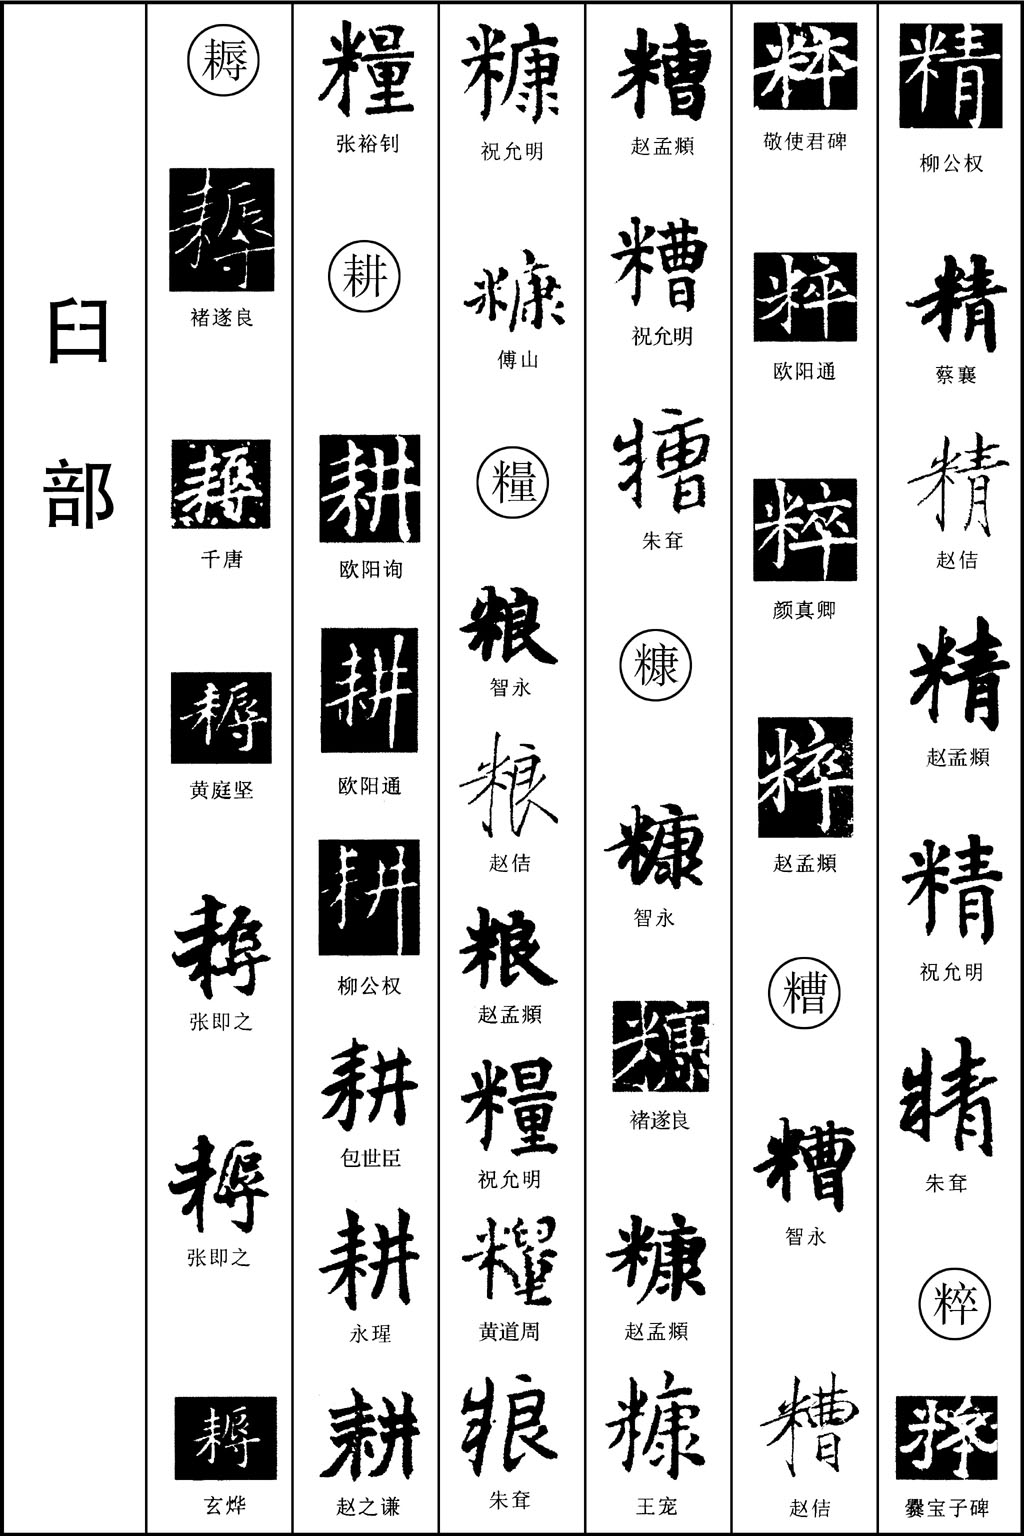 精
柳公权
精
蔡襄
精
赵佶
精
赵孟頫
精
祝允明
精
朱耷
粹
粹
爨宝子碑
粹
敬使君碑
粹
欧阳通
粹
颜真卿
粹
赵孟頫
糟
糟
智永
糟
赵佶
糟
赵孟頫
糟
祝允明
糟
朱耷
糠
糠
智永
糠
褚遂良
糠
赵孟頫
糠
王宠
糠
祝允明
糠
傅山
糧
粮
智永
粮
赵佶
粮
赵孟頫
糧
祝允明
糧
黄道周
粮
朱耷
糧
张裕钊
耕
耕
欧阳询
耕
欧阳通
耕
柳公权
耕
包世臣
耕
永瑆
耕
赵之谦
耨
耨
褚遂良
耨
千唐
耨
黄庭坚
耨
张即之
耨
张即之
耨
玄烨
臼部